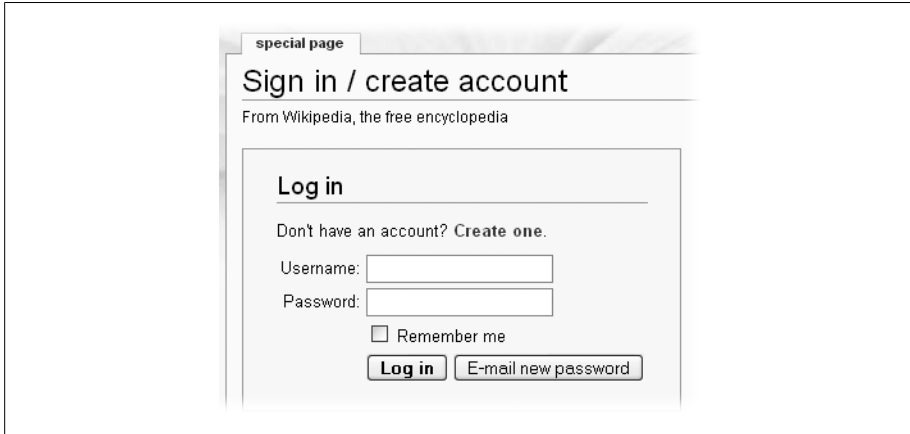 special page
Sign in / create account
From Wikipedia, the free encyclopedia
Log in
Don't have an account? Create one.
Username:
Password:
Remember me
Log in E-mail new password